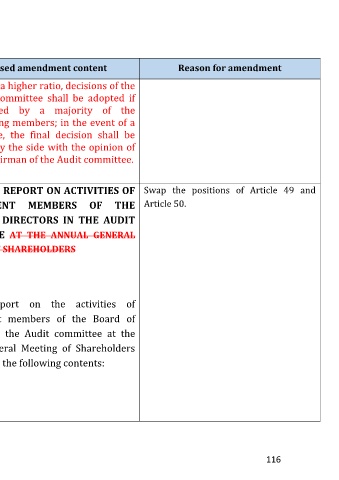 sed amendment content
Reason for amendment
a higher ratio, decisions of the
ommittee shall be adopted if
ed by a majority of the
ng members; in the event of a
e, the final decision shall be
y the side with the opinion of
irman of the Audit committee.
REPORT ON ACTIVITIES OF
ENT MEMBERS OF THE
DIRECTORS IN THE AUDIT
E AT THE ANNUAL GENERAL
SHAREHOLDERS
Swap the positions of Article 49 and
Article 50.
port on the activities of
t members of the Board of
the Audit committee at the
eral Meeting of Shareholders
the following contents:
116